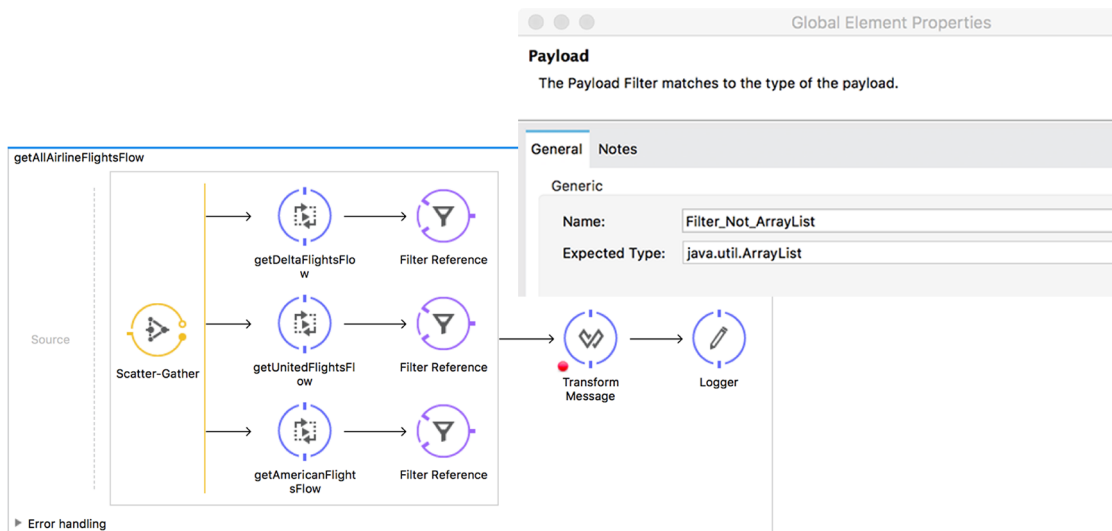 Global Element Properties
Payload
The Payload Filter matches to the type of the payload.
General
Notes
Generic
Name:
Filter_Not_ArrayList
Expected Type:
java.util.ArrayList
getAllAirlineFlightsFlow
Source
Scatter-Gather
getDeltaFlightsFlo
w
Filter Reference
getUnitedFlightsFl
ow
Filter Reference
getAmericanFlight
sFlow
Filter Reference
Transform
Message
Logger
Error handling